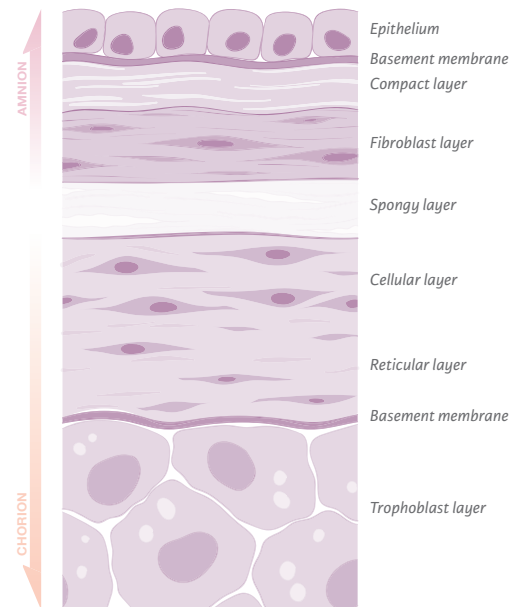 AMNION
Epithelium
Basement membrane
Compact layer
Fibroblast layer
Spongy layer
Cellular layer
Reticular layer
Basement membrane
CHORION
Trophoblast layer